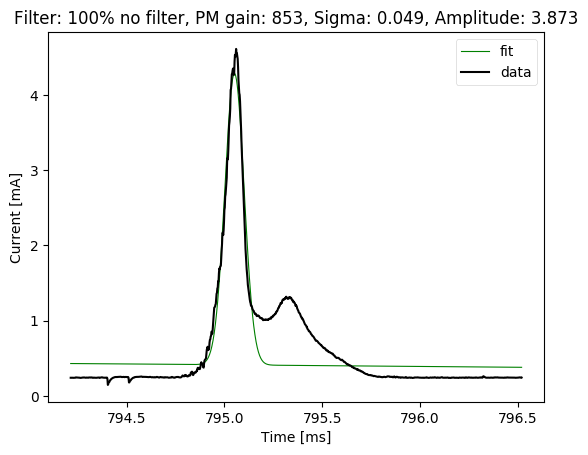 Filter: 100% no filter, PM gain: 853, Sigma: 0.049, Amplitude: 3.873
fit
data
4
3
2
1
0
Current [mA]
794.5
795.0
795.5
796.0
796.5
Time [ms]